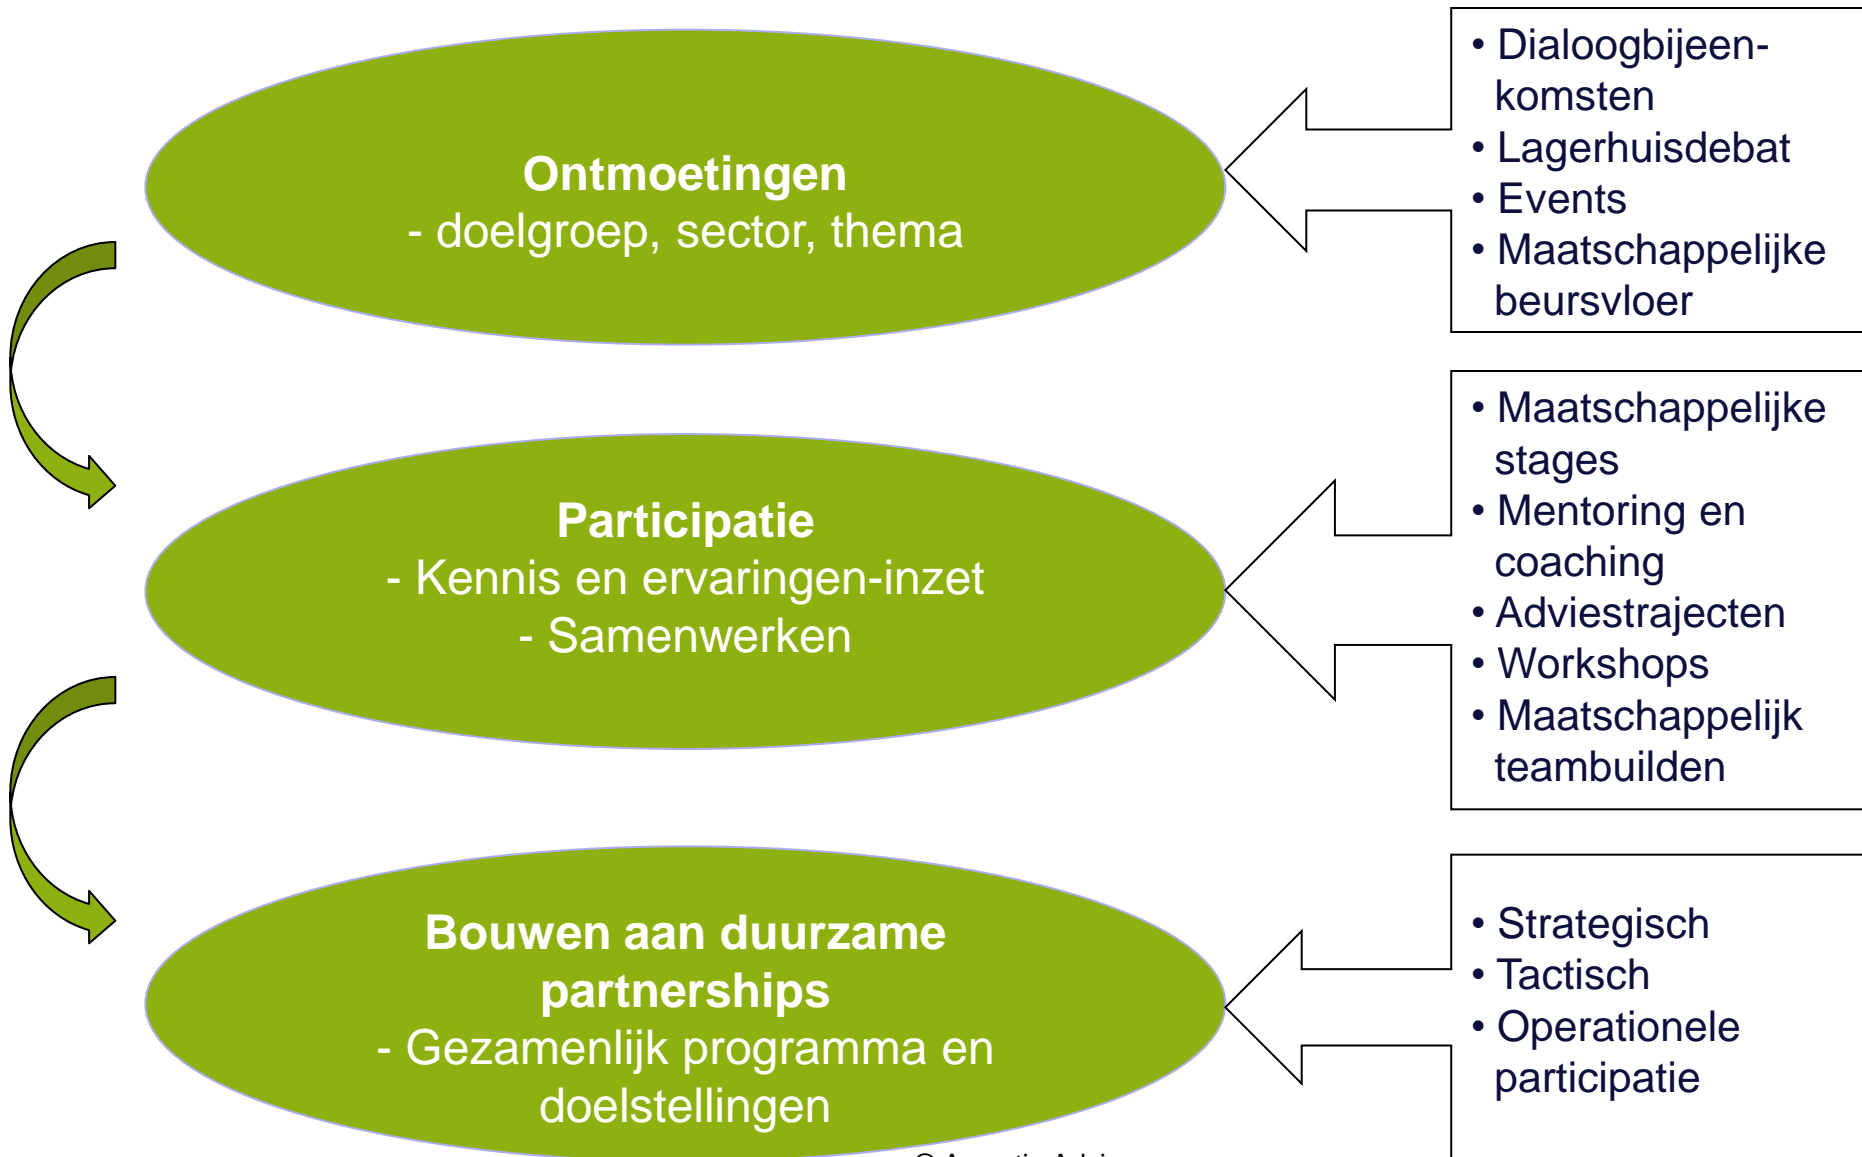 Ontmoetingen
- doelgroep, sector, thema
• Dialoogbijeen-
komsten
• Lagerhuisdebat
• Events
• Maatschappelijke
beursvloer
Participatie
- Kennis en ervaringen-inzet
- Samenwerken
• Maatschappelijke
stages
• Mentoring en
coaching
• Adviestrajecten
• Workshops
• Maatschappelijk
teambuilden
Bouwen aan duurzame
partnerships
- Gezamenlijk programma en
doelstellingen
• Strategisch
• Tactisch
• Operationele
participatie